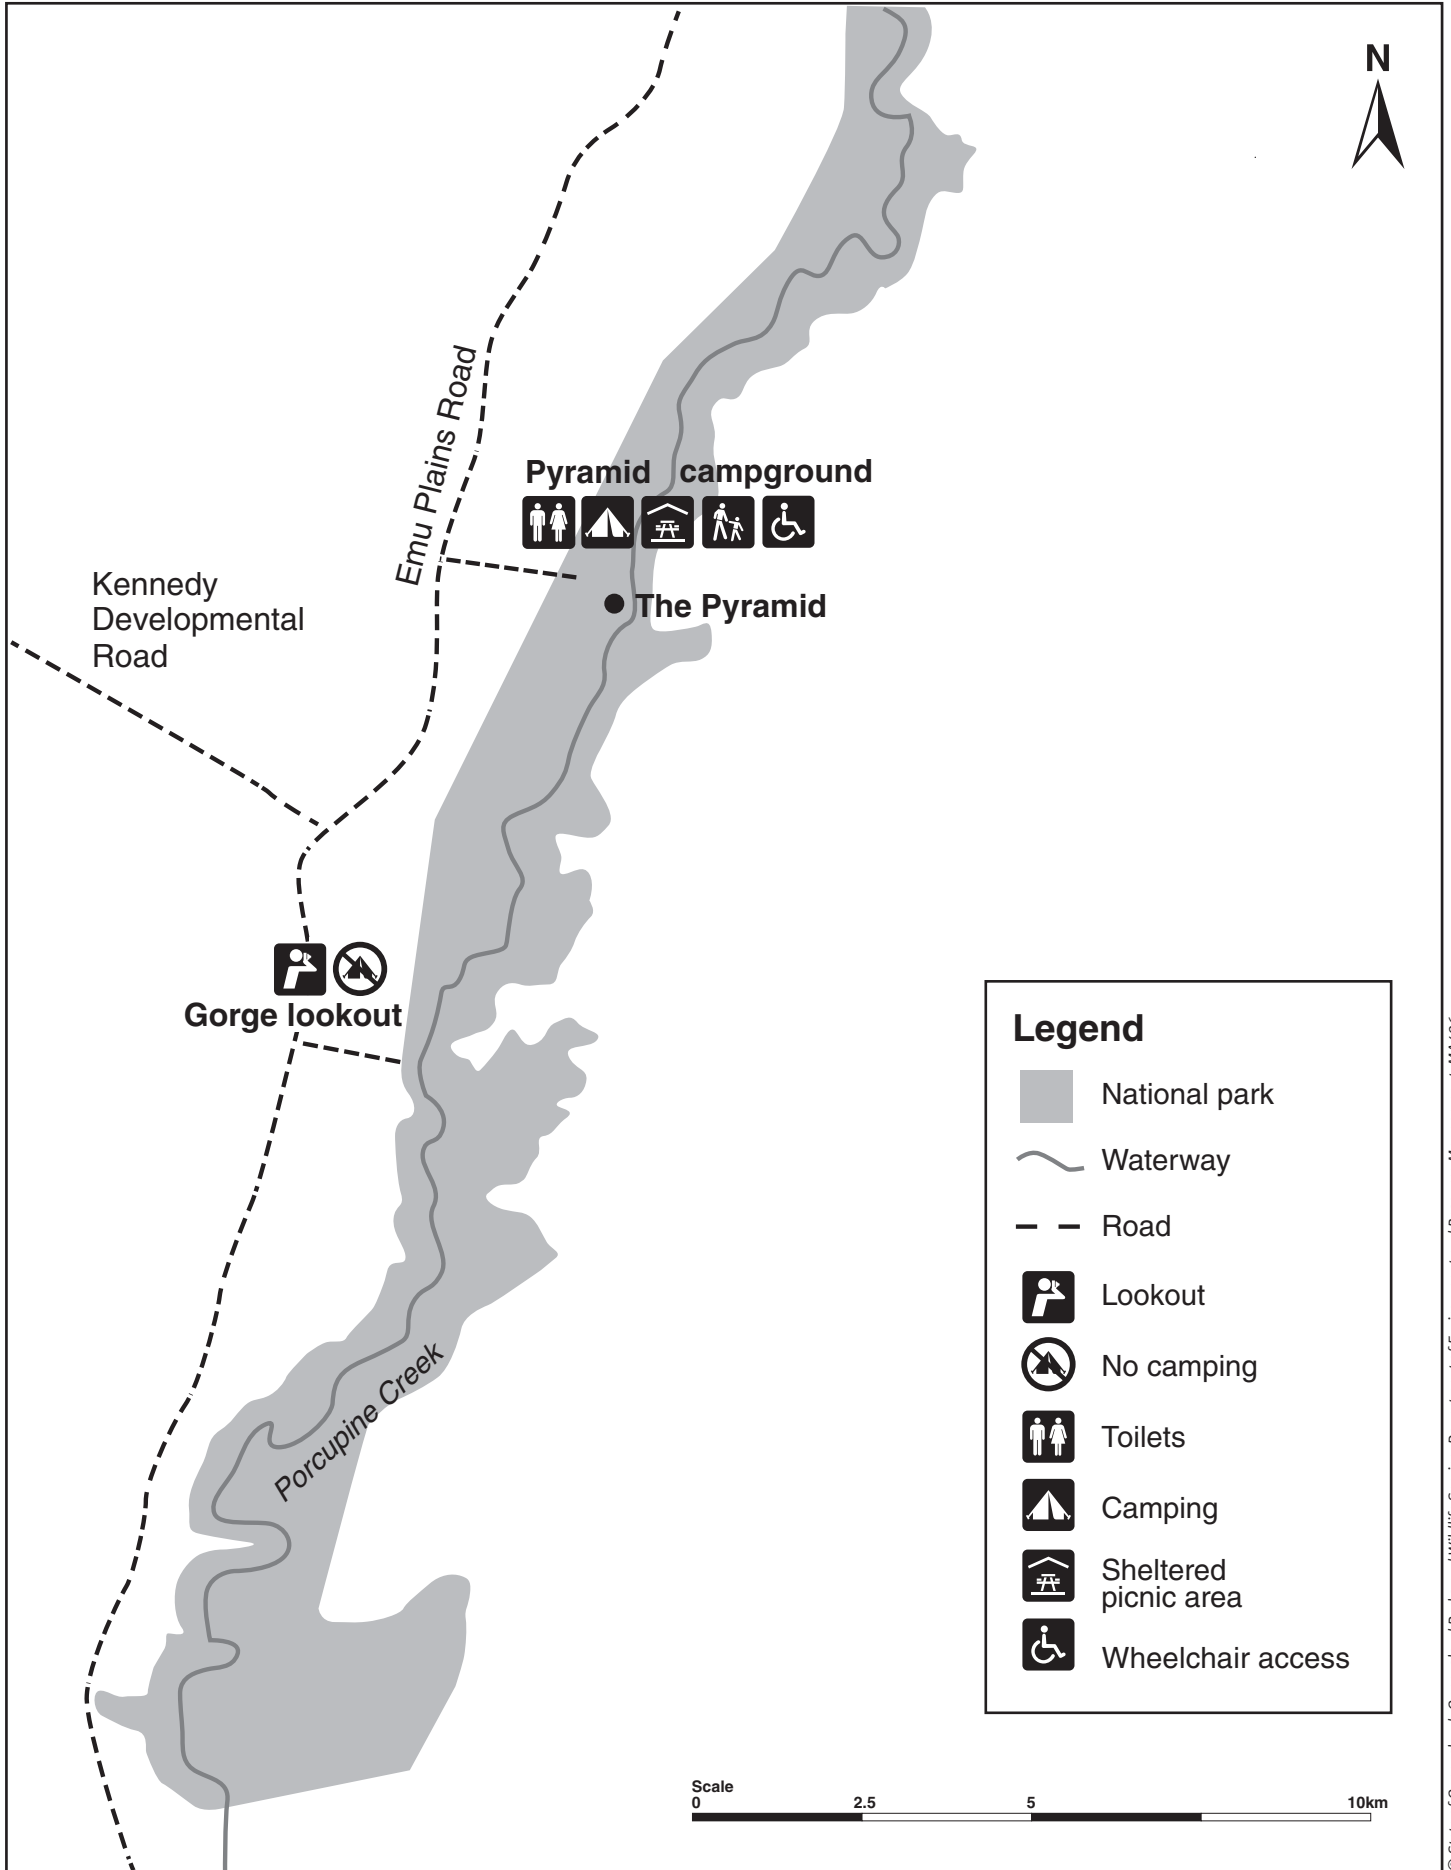 N
Emu Plains Road
Pyramid campground
Kennedy
Developmental
Road
The Pyramid
Gorge lookout
Porcupine Creek
Legend
National park
Waterway
Road
Lookout
No camping
Toilets
Camping
Sheltered
picnic area
Wheelchair access
Scale
0 2.5 5 10km